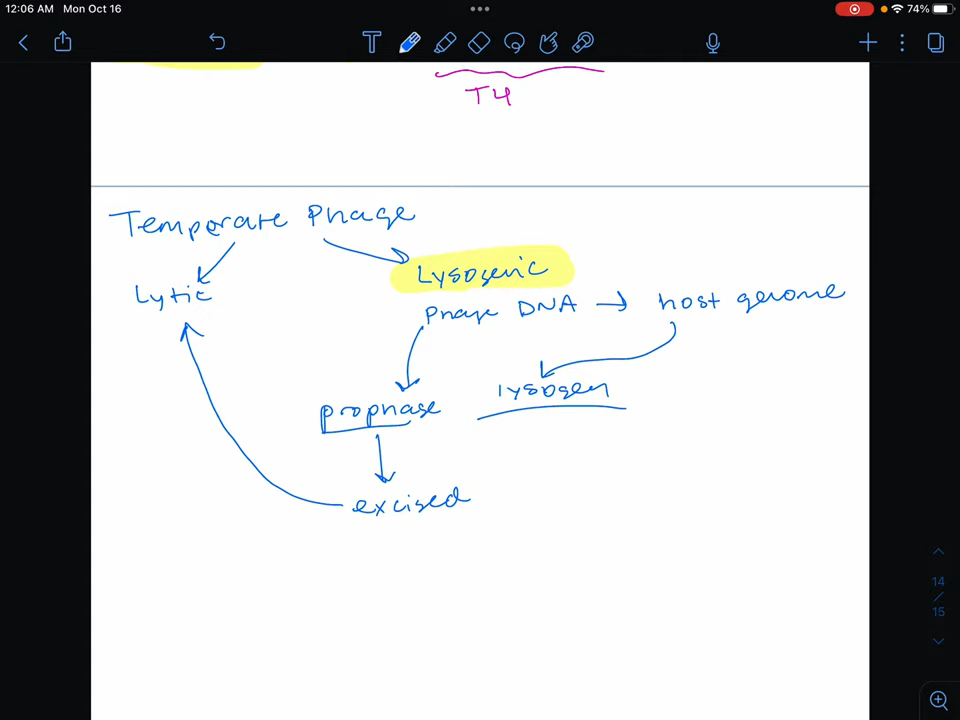 12:06 AM Mon Oct 16
74%
T4
Temperate Phage
Lysogenic
Lytic
Phage DNA → host genome
lysogen
prophage
excised
14
/
15